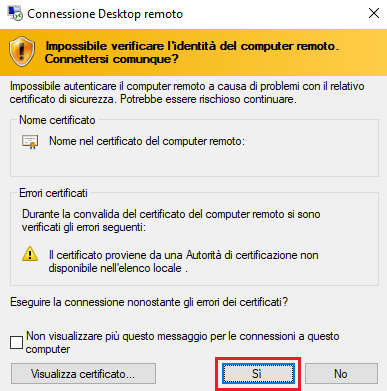 Connessione Desktop remoto
Impossibile verificare l'identità del computer remoto.
Connettersi comunque?
Impossibile autenticare il computer remoto a causa di problemi con il relativo
certificato di sicurezza. Potrebbe essere rischioso continuare.
Nome certificato
Nome nel certificato del computer remoto:
Errori certificati
Durante la convalida del certificato del computer remoto si sono
verificati gli errori seguenti:
Il certificato proviene da una Autorità di certificazione non
disponibile nell'elenco locale .
Eseguire la connessione nonostante gli errori dei certificati?
Non visualizzare più questo messaggio per le connessioni a questo
computer
Visualizza certificato... Sì No